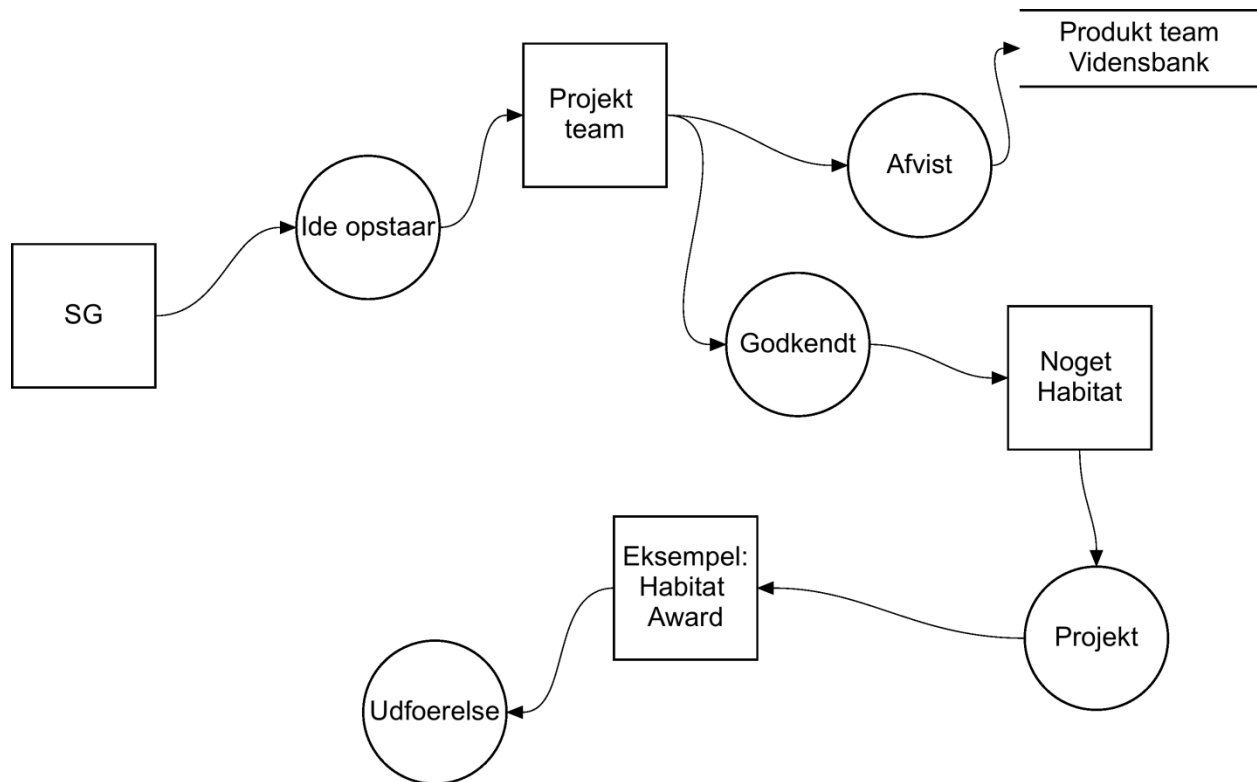 Produkt team
Vidensbank
Projekt
team
Afvist
Ide opstaar
SG
Godkendt
Noget
Habitat
Eksempel:
Habitat
Award
Projekt
Udfoerelse